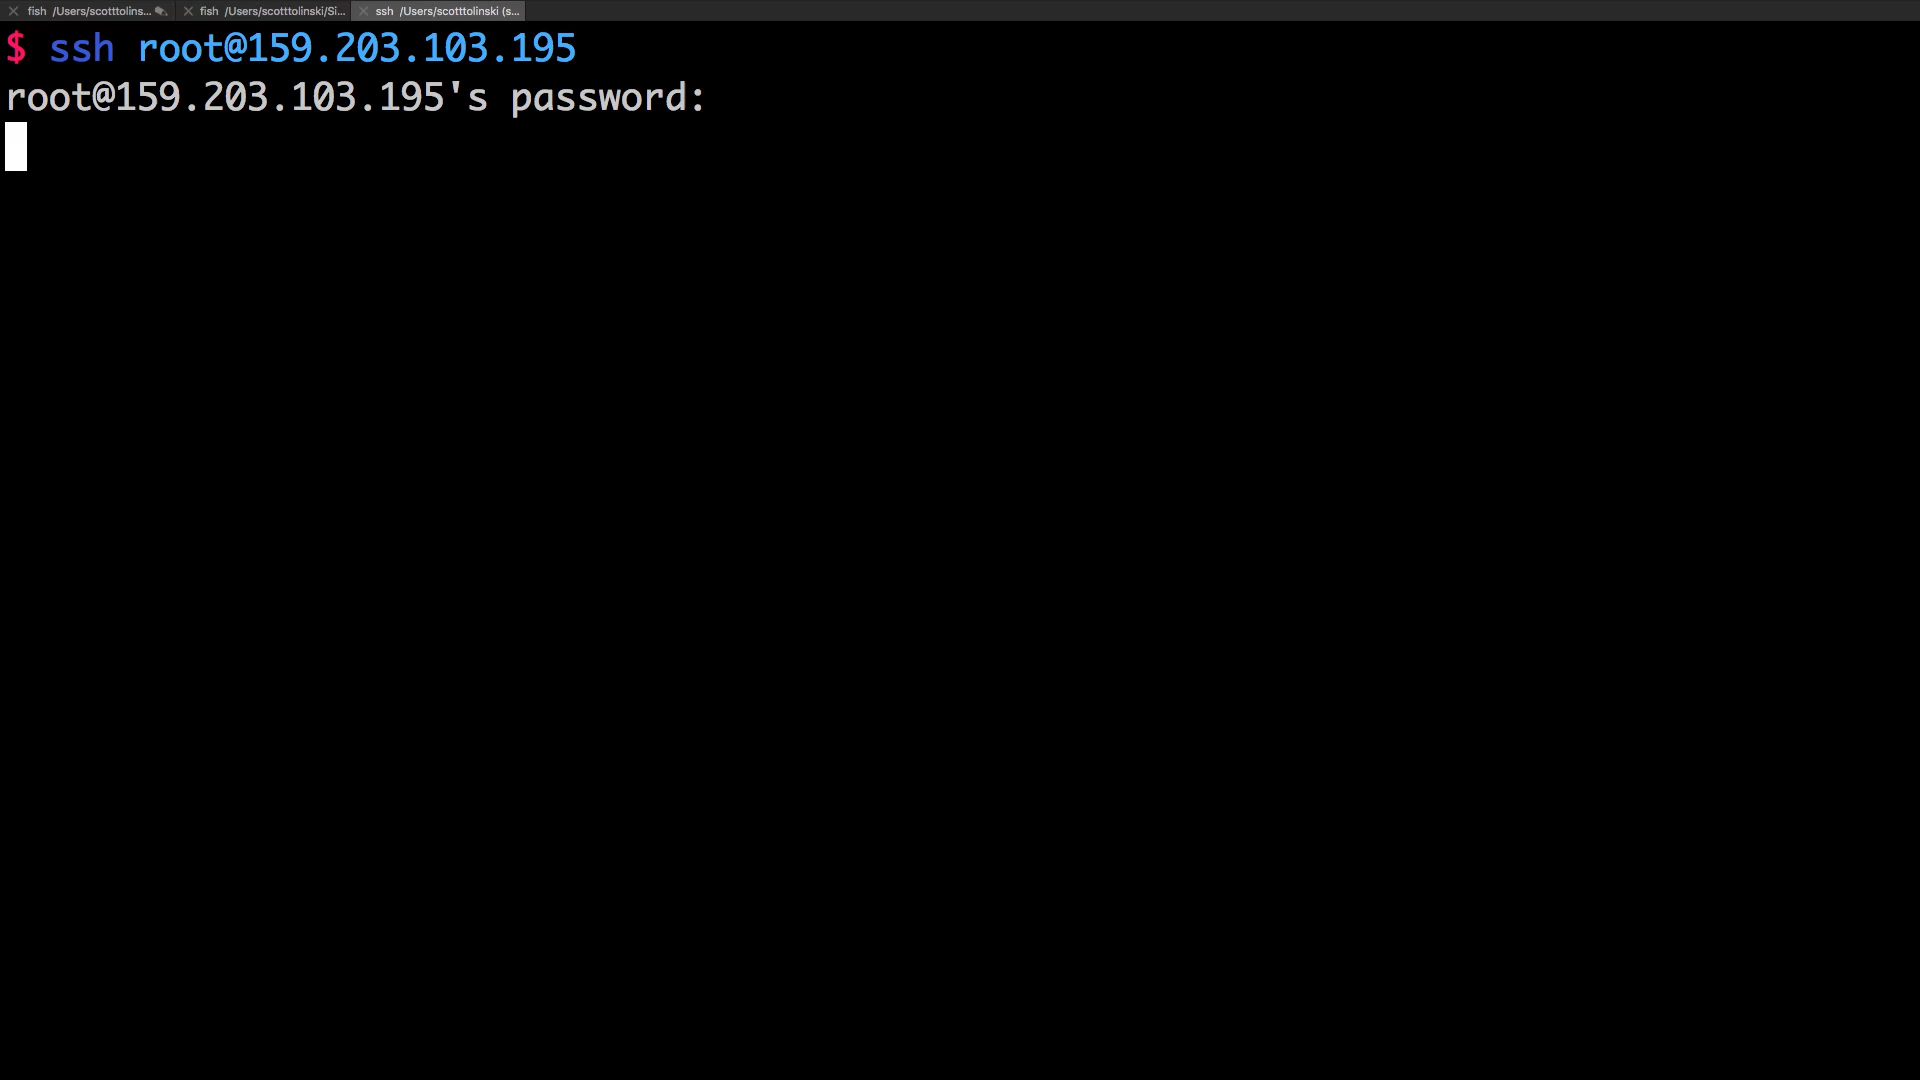 fish /Users/scotttolins... fish /Users/scotttolinski/Si... ssh /Users/scotttolinski (s...
$ ssh root@159.203.103.195
root@159.203.103.195's password: